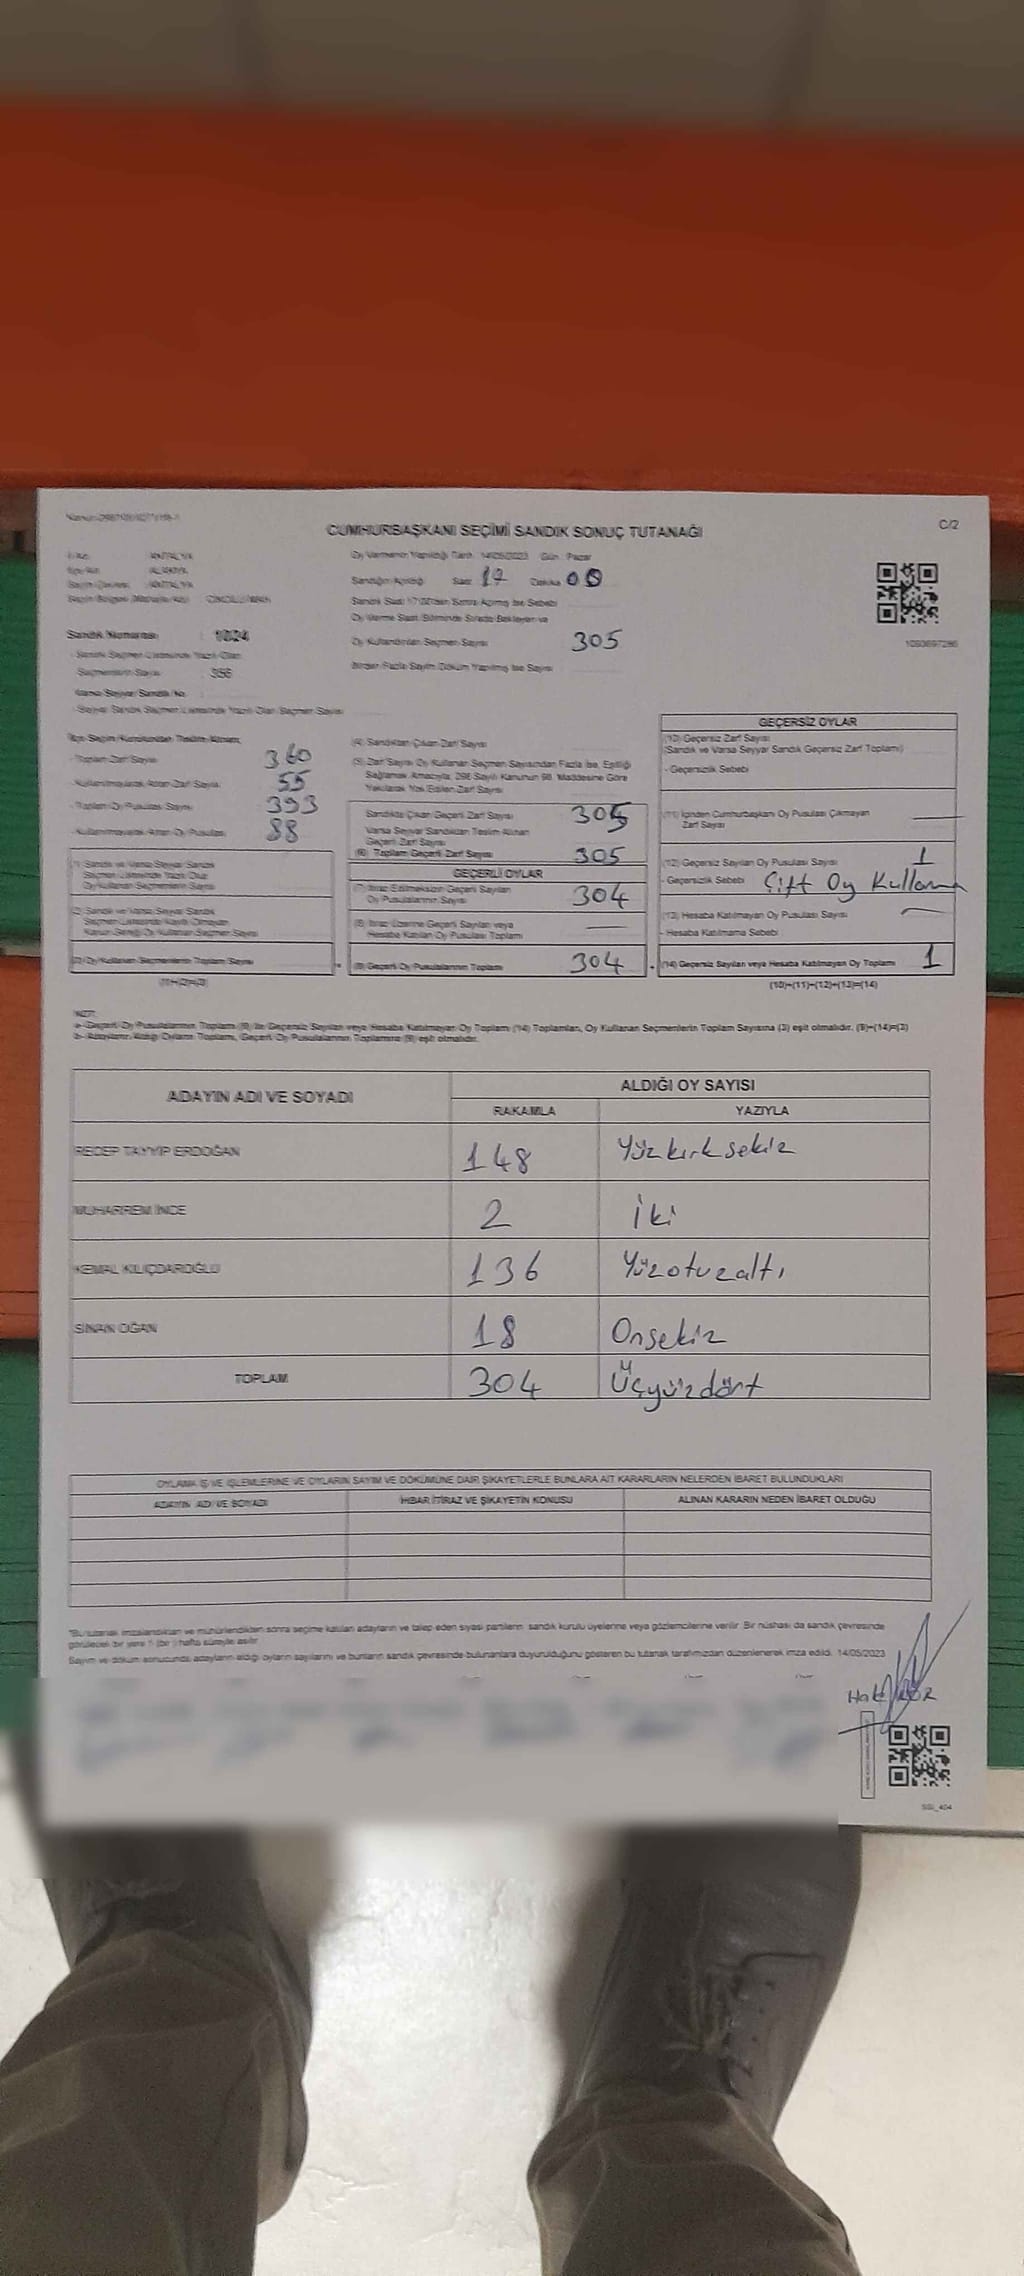 CUMHURBAŞKANI SEÇİMİ SANDIK SONUÇ TUTANAĞI
C/2
İli Adı : ANTALYA
İlçe Adı : ALANYA
Seçim Çevresi : ANTALYA
Seçim Bölgesi (Mahalle/Köy)
Sandık Numarası : 1024
- Sandık Seçmen Listesinde Yazılı Olan
Seçmenlerin Sayısı :
Varsa Seyyar Sandık No
- Seyyar Sandık Seçmen Listesinde Yazılı Olan Seçmen Sayısı
Oy Vermenin Yapıldığı Tarih : 14/05/2023 Gün : Pazar
Sandığın Açıldığı Saat : 17 Dakika : 00
Sandık Saat 17:00'den Sonra Açılmış İse Sebebi
Oy Verme Saati Bitiminde Sırada Bekleyen ve
Oy Kullandırılan Seçmen Sayısı 305
Birden Fazla Sayım Döküm Yapılmış İse Sayısı
İlçe Seçim Kurulundan Teslim Alınan;
- Toplam Zarf Sayısı 360
- Kullanılmayarak Artan Zarf Sayısı 55
- Toplam Oy Pusulası Sayısı 393
- Kullanılmayarak Artan Oy Pusulası 88
(1) Sandık ve Varsa Seyyar Sandık
Seçmen Listesinde Yazılı Olup
Oy Kullanan Seçmenlerin Sayısı
(2) Sandık ve Varsa Seyyar Sandık
Seçmen Listesinde Kayıtlı Olmayan
Kanun Gereği Oy Kullanan Seçmen Sayısı
(3) Oy Kullanan Seçmenlerin Toplam Sayısı
(1)+(2)=(3)
(4) Sandıktan Çıkan Zarf Sayısı
(5) Zarf Sayısı Oy Kullanan Seçmen Sayısından Fazla İse, Eşitliği
Sağlamak Amacıyla, 298 Sayılı Kanunun 98. Maddesine Göre
Yakılarak Yok Edilen Zarf Sayısı
Sandıkta Çıkan Geçerli Zarf Sayısı 305
Varsa Seyyar Sandıktan Teslim Alınan
Geçerli Zarf Sayısı
(6) Toplam Geçerli Zarf Sayısı 305
GEÇERLİ OYLAR
(7) İtiraz Edilmeksizin Geçerli Sayılan
Oy Pusulalarının Sayısı 304
(8) İtiraz Üzerine Geçerli Sayılan veya
Hesaba Katılan Oy Pusulası Toplamı —
(9) Geçerli Oy Pusulalarının Toplamı 304
GEÇERSİZ OYLAR
(10) Geçersiz Zarf Sayısı
(Sandık ve Varsa Seyyar Sandık Geçersiz Zarf Toplamı)
- Geçersizlik Sebebi
(11) İçinden Cumhurbaşkanı Oy Pusulası Çıkmayan
Zarf Sayısı —
(12) Geçersiz Sayılan Oy Pusulası Sayısı 1
- Geçersizlik Sebebi Çift Oy Kullanma
(13) Hesaba Katılmayan Oy Pusulası Sayısı —
- Hesaba Katılmama Sebebi
(14) Geçersiz Sayılan veya Hesaba Katılmayan Oy Toplamı 1
(10)+(11)+(12)+(13)=(14)
NOT:
a- Geçerli Oy Pusulalarının Toplamı (9) ile Geçersiz Sayılan veya Hesaba Katılmayan Oy Toplamı (14) Toplamları, Oy Kullanan Seçmenlerin Toplam Sayısına (3) eşit olmalıdır. (9)+(14)=(3)
b- Adayların Aldığı Oyların Toplamı, Geçerli Oy Pusulalarının Toplamına (9) eşit olmalıdır.
ADAYIN ADI VE SOYADI
ALDIĞI OY SAYISI
RAKAMLA YAZIYLA
RECEP TAYYİP ERDOĞAN 148 Yüzkırksekiz
MUHARREM İNCE 2 İki
KEMAL KILIÇDAROĞLU 136 Yüzotuzaltı
SİNAN OĞAN 18 Onsekiz
TOPLAM 304 Üçyüzdört
OYLAMA İŞ VE İŞLEMLERİNE VE OYLARIN SAYIM VE DÖKÜMÜNE DAİR ŞİKAYETLERLE BUNLARA AİT KARARLARIN NELERDEN İBARET BULUNDUKLARI
ADAYIN ADI VE SOYADI İHBAR,İTİRAZ VE ŞİKAYETİN KONUSU ALINAN KARARIN NEDEN İBARET OLDUĞU
*Bu tutanak imzalandıktan ve mühürlendikten sonra seçime katılan adayların ve talep eden siyasi partilerin sandık kurulu üyelerine veya gözlemcilerine verilir. Bir nüshası da sandık çevresinde
görülecek bir yere 1 (bir ) hafta süreyle asılır.
Sayım ve döküm sonucunda adayların aldığı oyların sayılarını ve bunların sandık çevresinde bulunanlara duyurulduğunu gösteren bu tutanak tarafımızdan düzenlenerek imza edildi. 14/05/2023